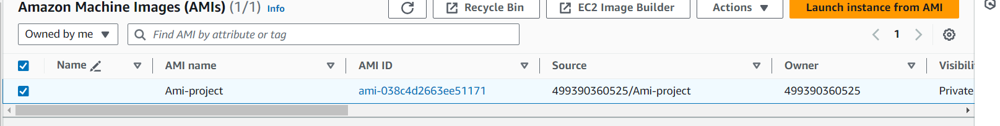 Amazon Machine Images (AMIs) (1/1) Info
Recycle Bin
EC2 Image Builder
Actions
Launch instance from AMI
Owned by me
Find AMI by attribute or tag
1
Name
AMI name
AMI ID
Source
Owner
Visibili
Ami-project
ami-038c4d2663ee51171
499390360525/Ami-project
499390360525
Private